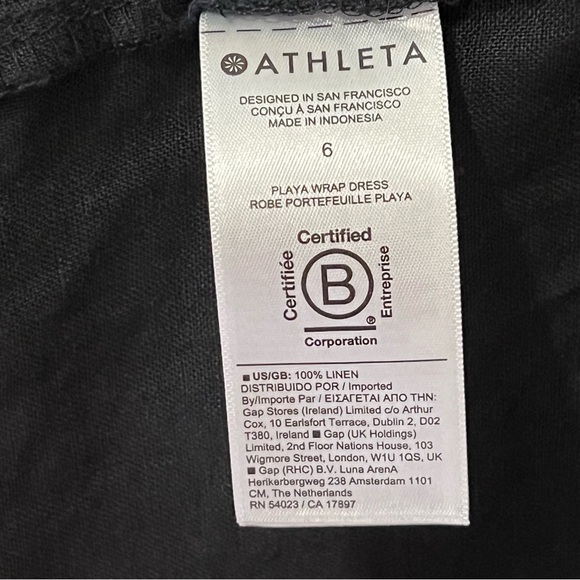 ATHLETA
DESIGNED IN SAN FRANCISCO
CONÇU À SAN FRANCISCO
MADE IN INDONESIA
6
PLAYA WRAP DRESS
ROBE PORTEFEUILLE PLAYA
Certified
Certifiée
B
Entreprise
®
Corporation
■ US/GB: 100% LINEN
DISTRIBUIDO POR / Imported
By/Importe Par / ΕΙΣΑΓΕΤΑΙ ΑΠΟ ΤΗΝ:
Gap Stores (Ireland) Limited c/o Arthur
Cox, 10 Earlsfort Terrace, Dublin 2, D02
T380, Ireland ■ Gap (UK Holdings)
Limited, 2nd Floor Nations House, 103
Wigmore Street, London, W1U 1QS, UK
■ Gap (RHC) B.V. Luna ArenA
Herikerbergweg 238 Amsterdam 1101
CM, The Netherlands
RN 54023 / CA 17897